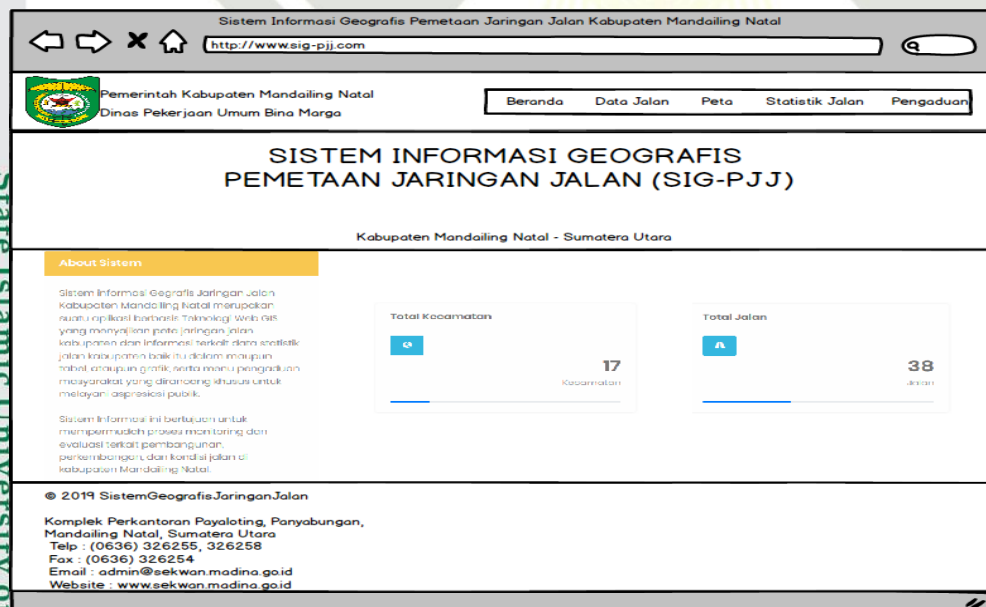 Sistem Informasi Geografis Pemetaan Jaringan Jalan Kabupaten Mandailing Natal
http://www.sig-pjj.com
Pemerintah Kabupaten Mandailing Natal
Dinas Pekerjaan Umum Bina Marga
Beranda Data Jalan Peta Statistik Jalan Pengaduan
SISTEM INFORMASI GEOGRAFIS
PEMETAAN JARINGAN JALAN (SIG-PJJ)
Kabupaten Mandailing Natal - Sumatera Utara
About Sistem
Sistem informasi Gegrafis Jaringan Jalan
Kabupaten Mandailing Natal merupakan
suatu aplikasi berbasis Teknologi Web GIS
yang menyajikan peta jaringan jalan
kabupaten dan informasi terkait data statistik
jalan kabupaten baik itu dalam maupun
tabel, ataupun grafik, serta menu pengaduan
masyarakat yang dirancang khusus untuk
melayani aspresiasi publik.
Sistem Informasi ini bertujuan untuk
mempermudah proses monitoring dan
evaluasi terkait pembangunan,
perkembangan, dan kondisi jalan di
kabupaten Mandailing Natal.
Total Kecamatan
17
Kecamatan
Total Jalan
38
Jalan
© 2019 SistemGeografisJaringanJalan
Komplek Perkantoran Payaloting, Panyabungan,
Mandailing Natal, Sumatera Utara
Telp : (0636) 326255, 326258
Fax : (0636) 326254
Email : admin@sekwan.madina.go.id
Website : www.sekwan.madina.go.id
State Islamic University of